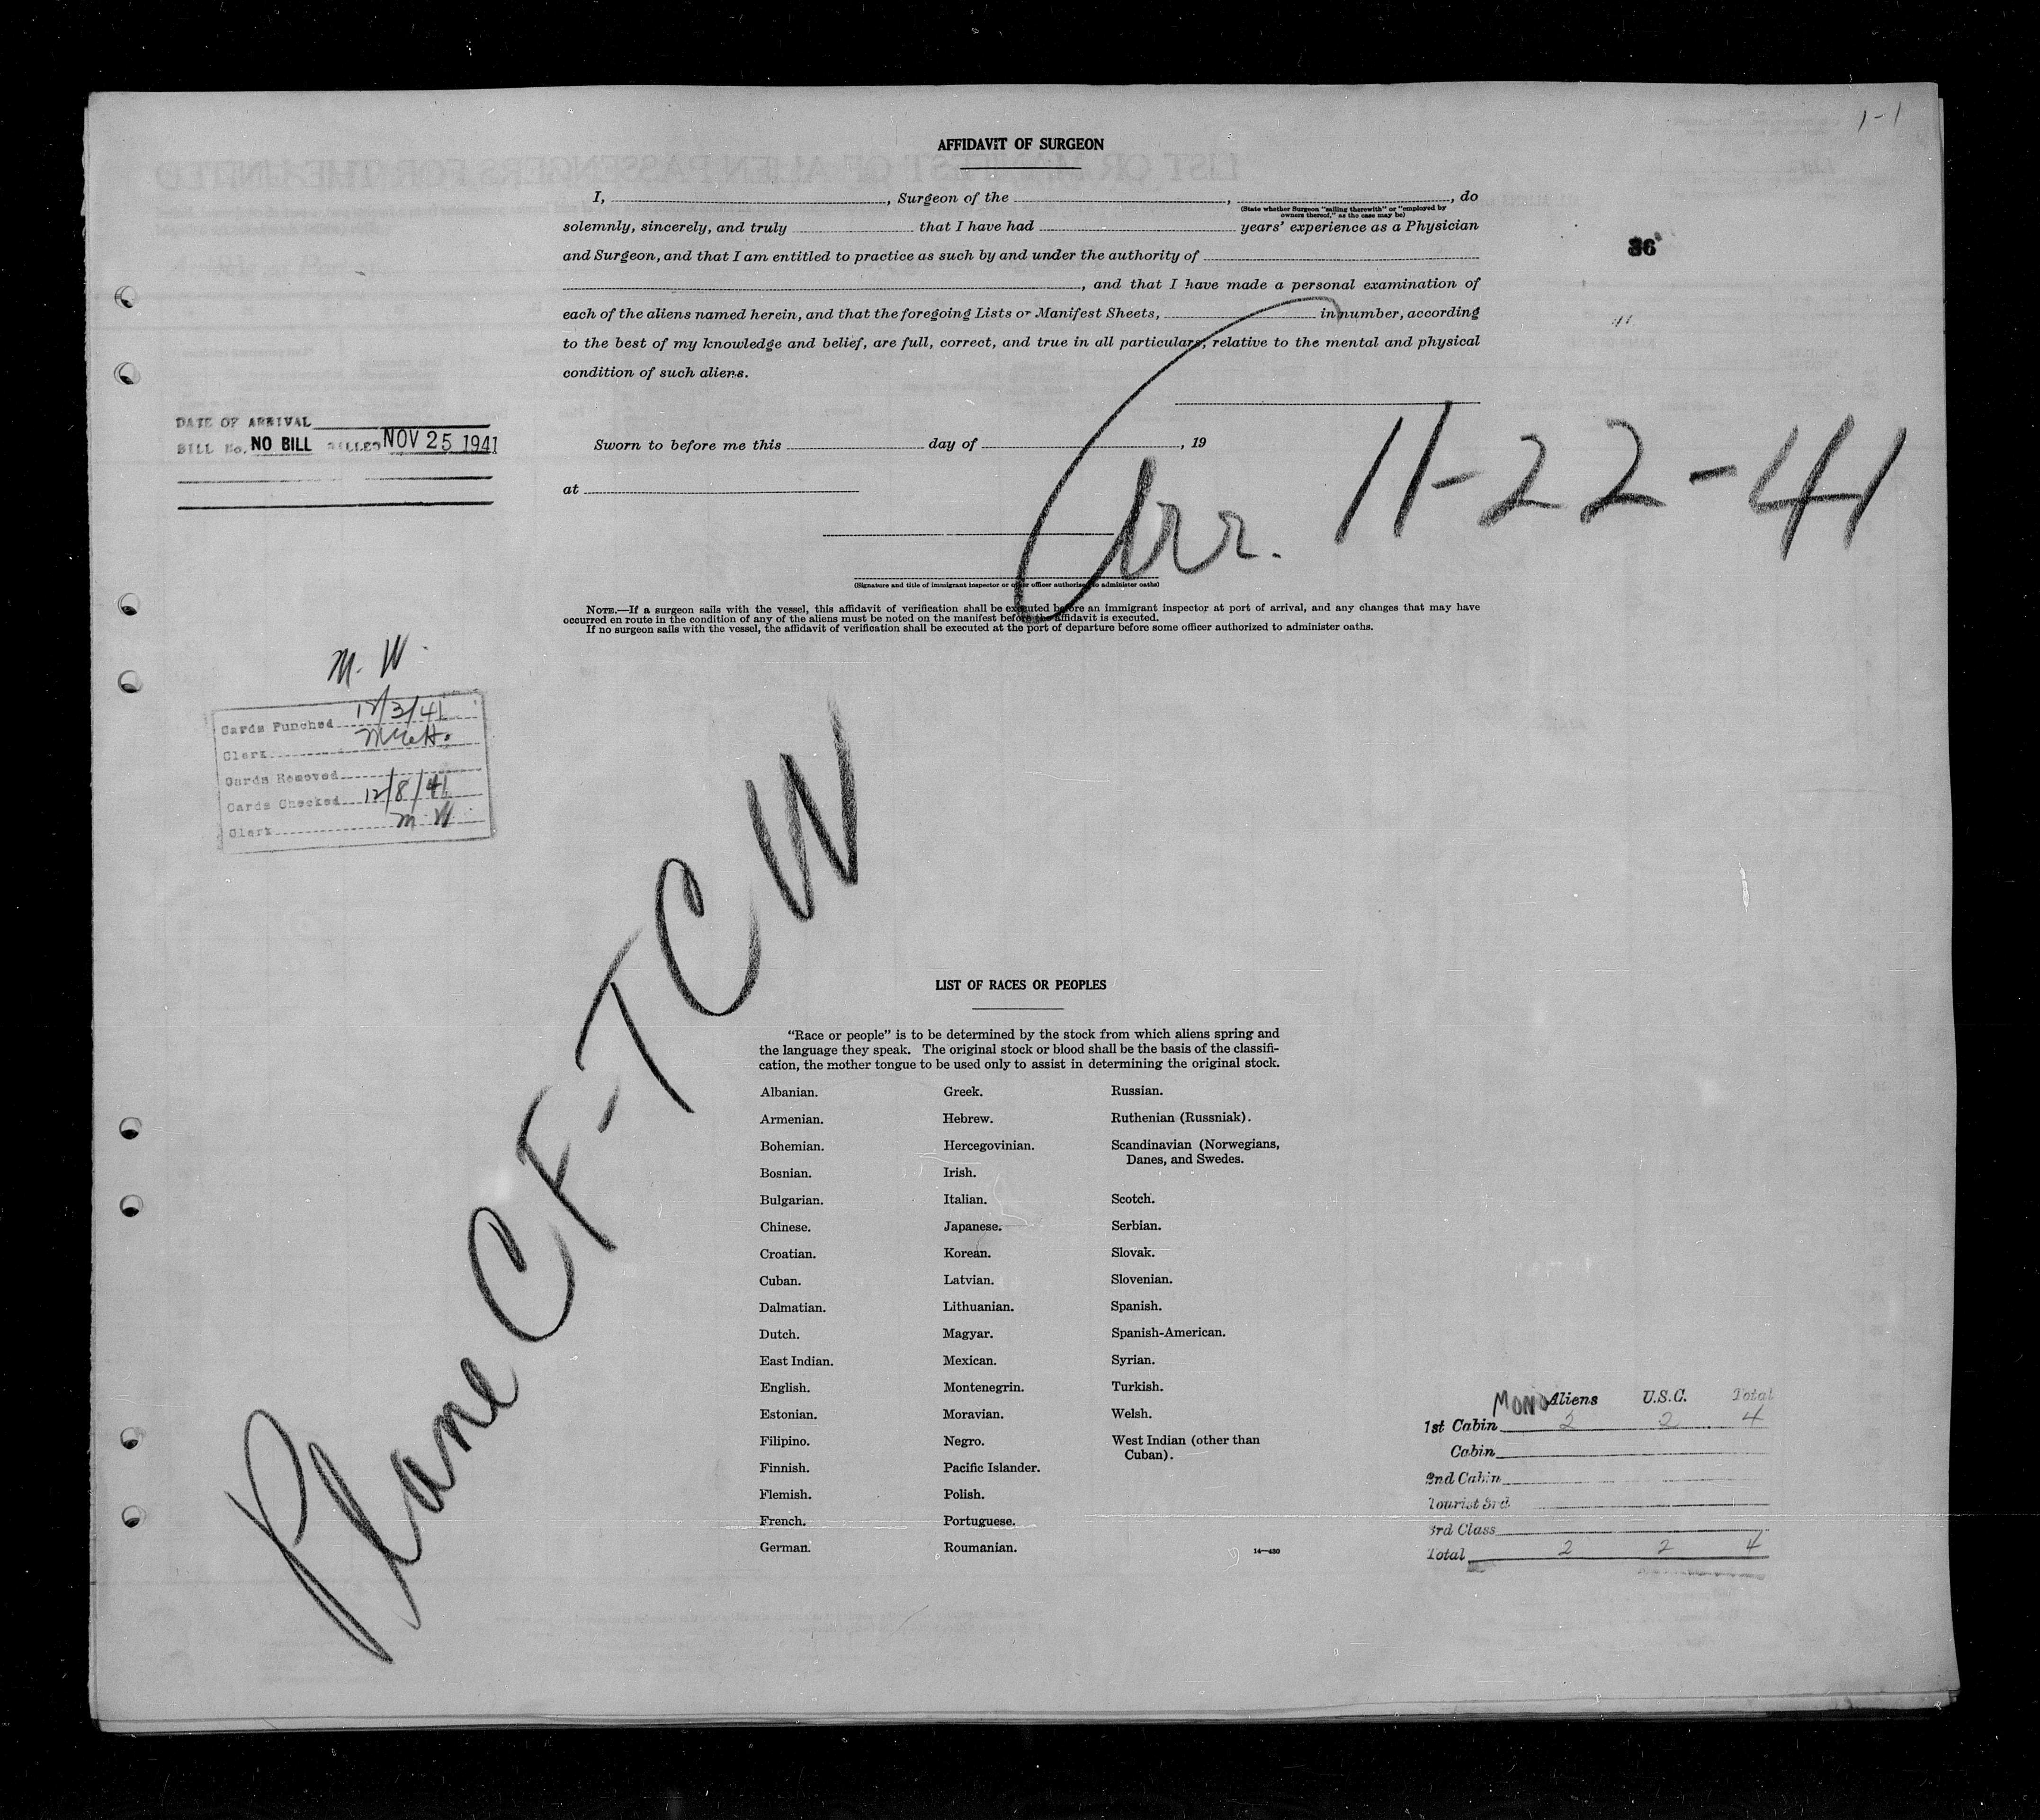 1-1
AFFIDAVIT OF SURGEON
I, , Surgeon of the , , do
(State whether Surgeon "sailing therewith" or "employed by
owners thereof," as the case may be)
solemnly, sincerely, and truly that I have had years' experience as a Physician
and Surgeon, and that I am entitled to practice as such by and under the authority of
, and that I have made a personal examination of
each of the aliens named herein, and that the foregoing Lists or Manifest Sheets, in number, according
to the best of my knowledge and belief, are full, correct, and true in all particulars, relative to the mental and physical
condition of such aliens.
36
DATE OF ARRIVAL
BILL No. NO BILL BILLED NOV 25 1941
Sworn to before me this day of , 19
at
Arr. 11-22-41
(Signature and title of immigrant inspector or other officer authorized to administer oaths)
NOTE.—If a surgeon sails with the vessel, this affidavit of verification shall be executed before an immigrant inspector at port of arrival, and any changes that may have
occurred en route in the condition of any of the aliens must be noted on the manifest before the affidavit is executed.
If no surgeon sails with the vessel, the affidavit of verification shall be executed at the port of departure before some officer authorized to administer oaths.
M. W.
Cards Punched 12/3/41
Clerk
Cards Removed
Cards Checked 12/8/41
Clerk M. W.
Plane CF-TCW
LIST OF RACES OR PEOPLES
"Race or people" is to be determined by the stock from which aliens spring and
the language they speak. The original stock or blood shall be the basis of the classifi-
cation, the mother tongue to be used only to assist in determining the original stock.
Albanian.
Armenian.
Bohemian.
Bosnian.
Bulgarian.
Chinese.
Croatian.
Cuban.
Dalmatian.
Dutch.
East Indian.
English.
Estonian.
Filipino.
Finnish.
Flemish.
French.
German.
Greek.
Hebrew.
Hercegovinian.
Irish.
Italian.
Japanese.
Korean.
Latvian.
Lithuanian.
Magyar.
Mexican.
Montenegrin.
Moravian.
Negro.
Pacific Islander.
Polish.
Portuguese.
Roumanian.
Russian.
Ruthenian (Russniak).
Scandinavian (Norwegians,
Danes, and Swedes.
Scotch.
Serbian.
Slovak.
Slovenian.
Spanish.
Spanish-American.
Syrian.
Turkish.
Welsh.
West Indian (other than
Cuban).
14—430
MONO Aliens U.S.C. Total
1st Cabin 2 2 4
Cabin
2nd Cabin
Tourist 3rd
3rd Class
Total 2 2 4